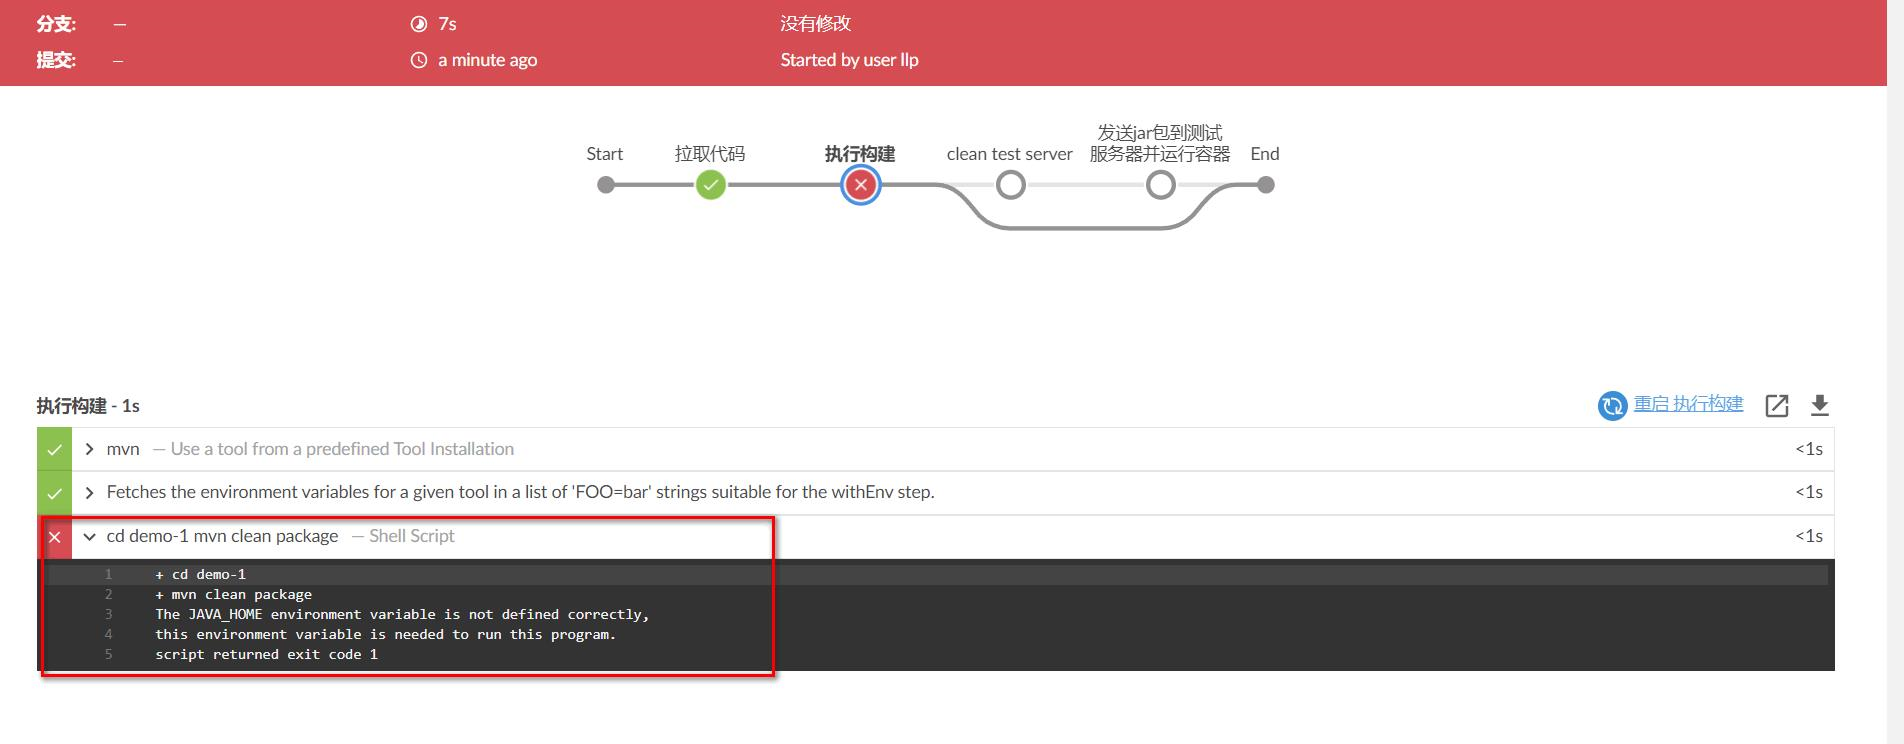 分支: —
7s
没有修改
提交: —
a minute ago
Started by user llp
Start
拉取代码
执行构建
clean test server
发送jar包到测试
服务器并运行容器
End
执行构建 - 1s
重启 执行构建
mvn — Use a tool from a predefined Tool Installation
<1s
Fetches the environment variables for a given tool in a list of 'FOO=bar' strings suitable for the withEnv step.
<1s
cd demo-1 mvn clean package — Shell Script
<1s
1 + cd demo-1
2 + mvn clean package
3 The JAVA_HOME environment variable is not defined correctly,
4 this environment variable is needed to run this program.
5 script returned exit code 1